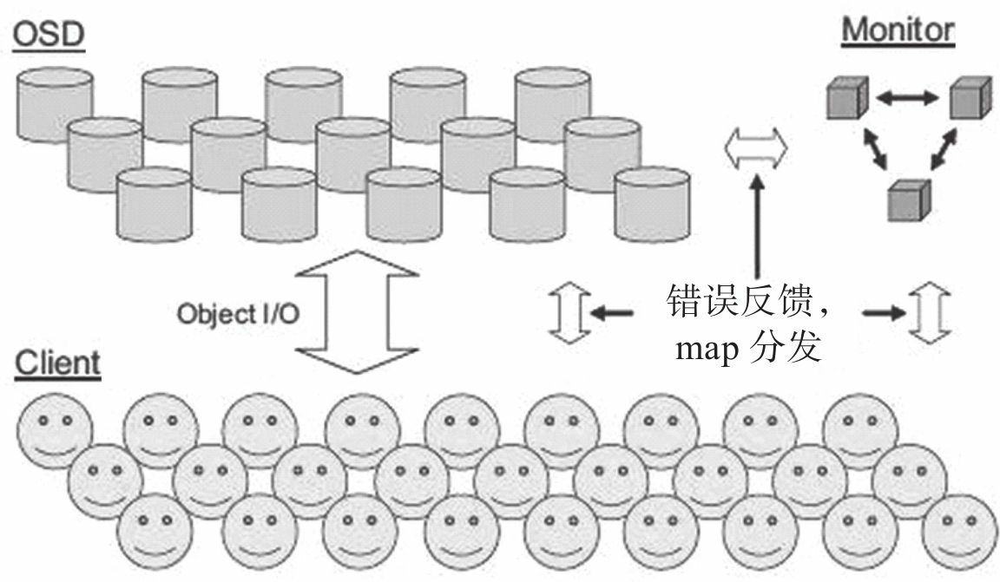 OSD
Monitor
Object I/O
错误反馈，
map 分发
Client